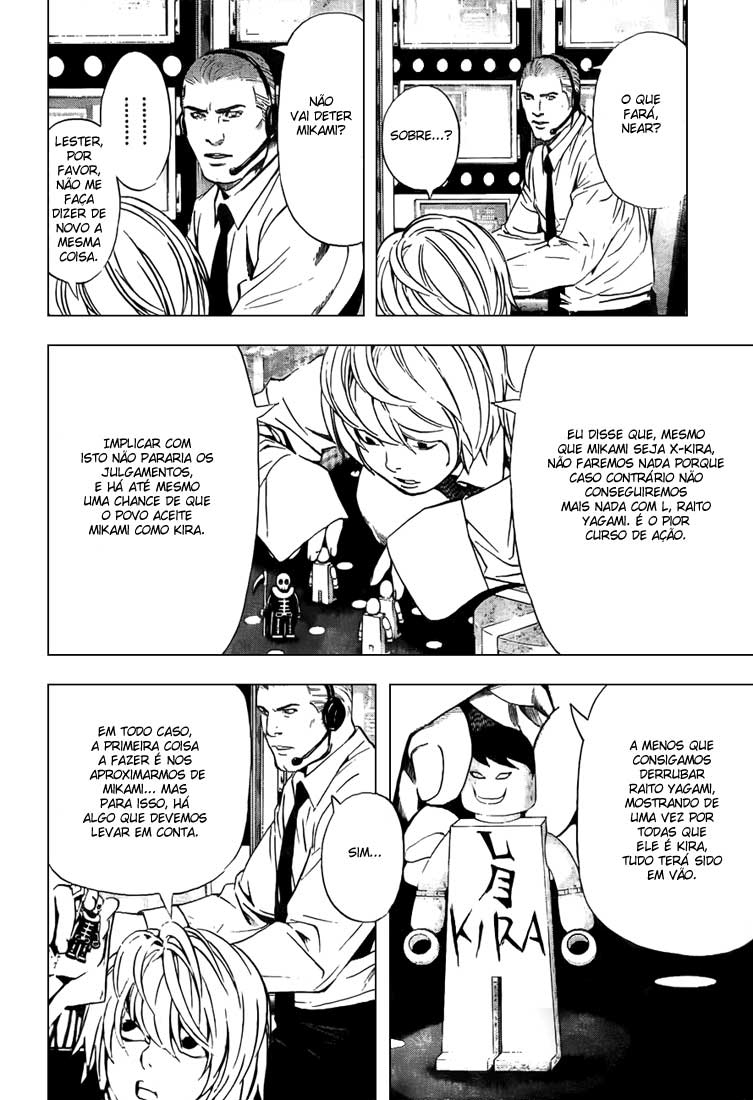 O QUE
FARÁ,
NEAR?
SOBRE...?
NÃO
VAI DETER
MIKAMI?
..........
LESTER,
POR
FAVOR,
NÃO ME
FAÇA
DIZER DE
NOVO A
MESMA
COISA.
EU DISSE QUE, MESMO
QUE MIKAMI SEJA X-KIRA,
NÃO FAREMOS NADA PORQUE
CASO CONTRÁRIO NÃO
CONSEGUIREMOS
MAIS NADA COM L, RAITO
YAGAMI. É O PIOR
CURSO DE AÇÃO.
IMPLICAR COM
ISTO NÃO PARARIA OS
JULGAMENTOS,
E HÁ ATÉ MESMO
UMA CHANCE DE QUE
O POVO ACEITE
MIKAMI COMO KIRA.
A MENOS QUE
CONSIGAMOS
DERRUBAR
RAITO YAGAMI,
MOSTRANDO DE
UMA VEZ POR
TODAS QUE
ELE É KIRA,
TUDO TERÁ SIDO
EM VÃO.
L
月
KIRA
SIM...
EM TODO CASO,
A PRIMEIRA COISA
A FAZER É NOS
APROXIMARMOS DE
MIKAMI... MAS
PARA ISSO, HÁ
ALGO QUE DEVEMOS
LEVAR EM CONTA.